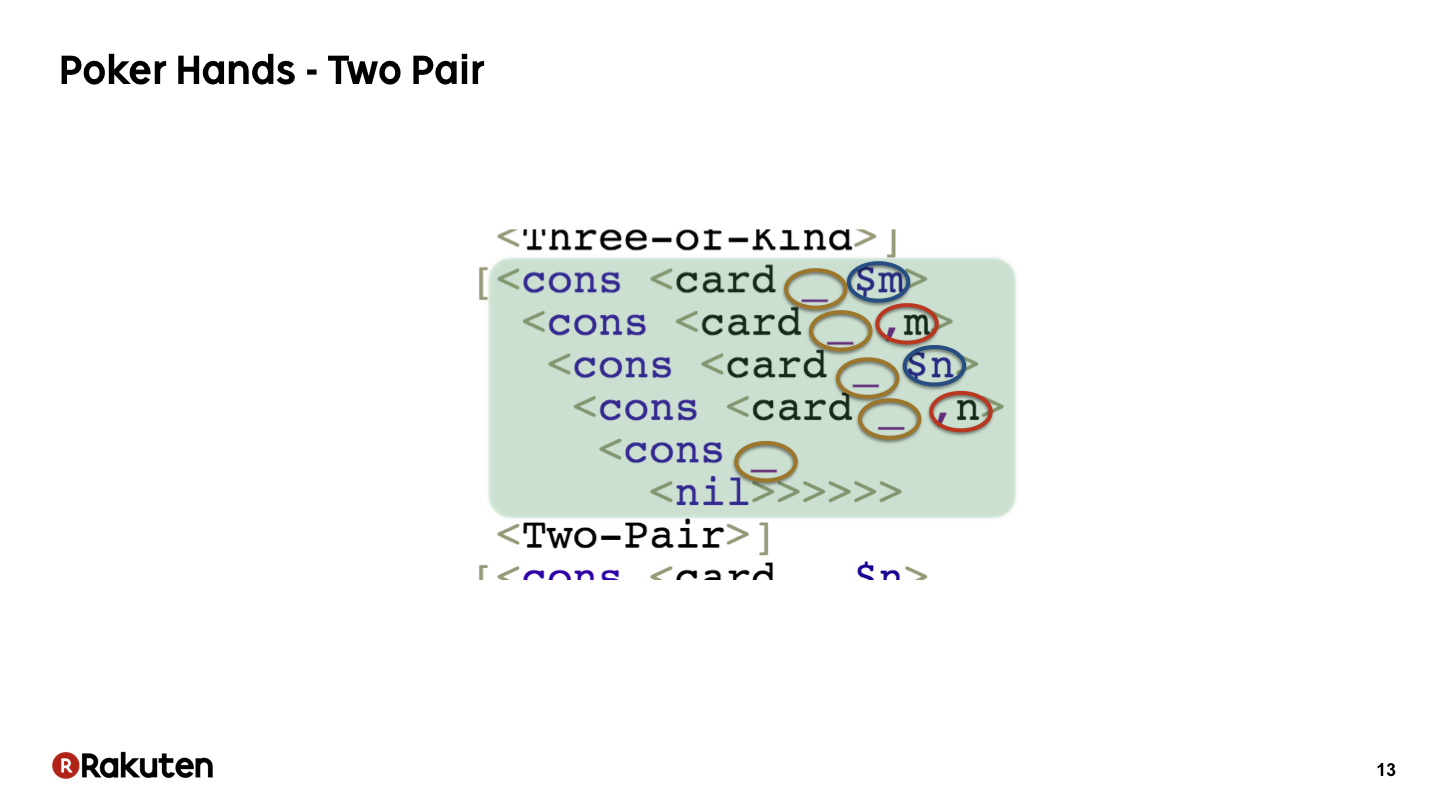 Poker Hands - Two Pair
<Three-of-Kind>]
[<cons <card _ $m>
<cons <card _ ,m>
<cons <card _ $n>
<cons <card _ ,n>
<cons _
<nil>>>>>>>
<Two-Pair>]
[<cons <card $n>
Rakuten
13